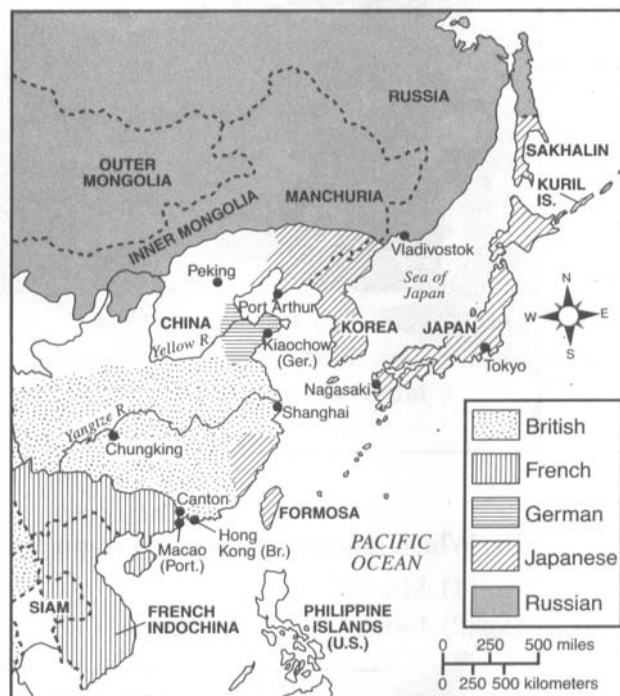 RUSSIA
SAKHALIN
OUTER
MONGOLIA
KURIL
IS.
MANCHURIA
INNER MONGOLIA
Vladivostok
Peking
Sea of
Japan
Port Arthur
CHINA
KOREA
JAPAN
Yellow R.
Kiaochow
(Ger.)
Tokyo
Nagasaki
Shanghai
Yangtze R.
Chungking
Canton
FORMOSA
Hong
Kong (Br.)
Macao
(Port.)
PACIFIC
OCEAN
SIAM
FRENCH
INDOCHINA
PHILIPPINE
ISLANDS
(U.S.)
N
W E
S
British
French
German
Japanese
Russian
0 250 500 miles
0 250 500 kilometers